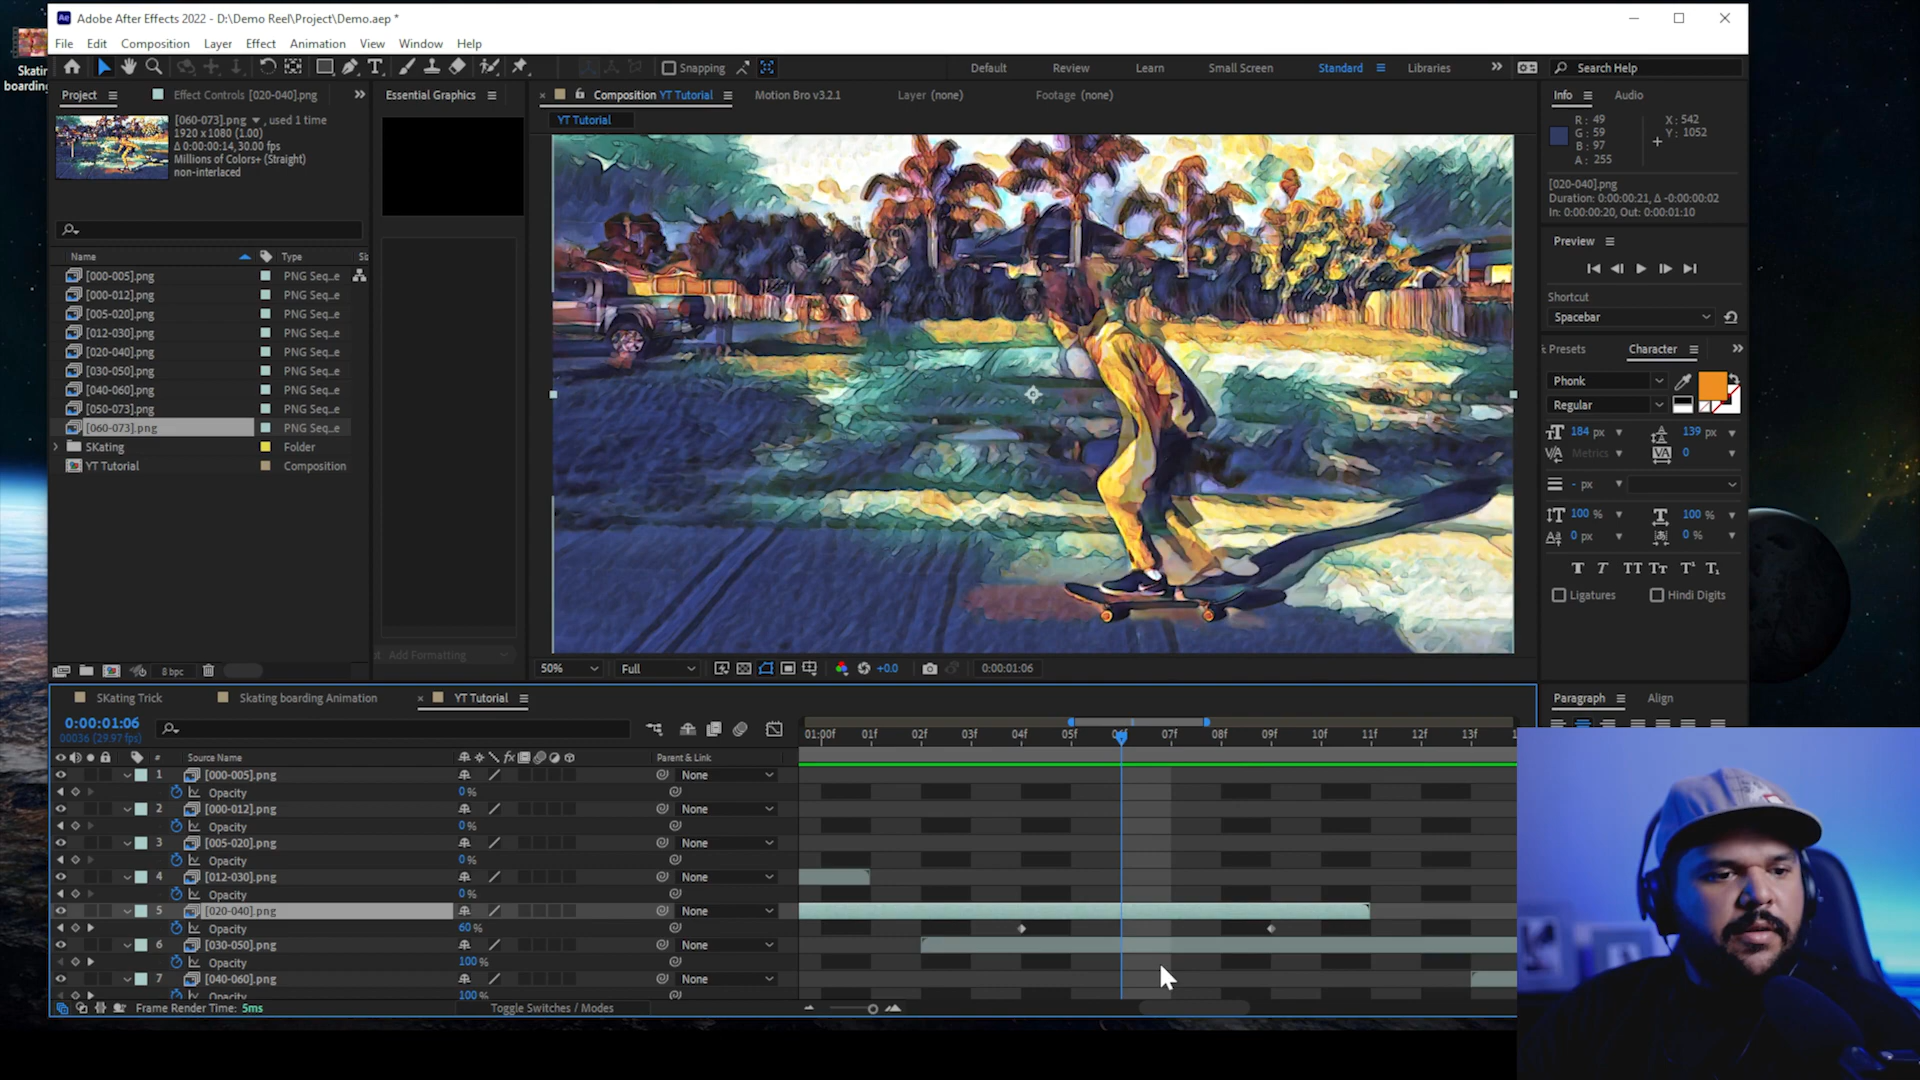 Skatin
boarding
Ae Adobe After Effects 2022 - D:\Demo Reel\Project\Demo.aep *
File Edit Composition Layer Effect Animation View Window Help
Snapping
Default Review Learn Small Screen Standard Libraries
Search Help
Project Effect Controls [020-040].png
Essential Graphics
Composition YT Tutorial Motion Bro v3.2.1 Layer (none) Footage (none)
YT Tutorial
[060-073].png , used 1 time
1920 x 1080 (1.00)
Δ 0:00:00:14, 30.00 fps
Millions of Colors+ (Straight)
non-interlaced
Name Type Si
[000-005].png PNG Seq...e
[000-012].png PNG Seq...e
[005-020].png PNG Seq...e
[012-030].png PNG Seq...e
[020-040].png PNG Seq...e
[030-050].png PNG Seq...e
[040-060].png PNG Seq...e
[050-073].png PNG Seq...e
[060-073].png PNG Seq...e
SKating Folder
YT Tutorial Composition
8 bpc
Add Formatting
50% Full +0.0 0:00:01:06
Info Audio
R: 49 X: 542
G: 59 Y: 1052
B: 97
A: 255
[020-040].png
Duration: 0:00:00:21, Δ -0:00:00:02
In: 0:00:00:20, Out: 0:00:01:10
Preview
Shortcut
Spacebar
Presets Character
Phonk
Regular
184 px 139 px
Metrics 0
- px
100 % 100 %
0 px 0 %
T T TT Tt T¹ T₁
Ligatures Hindi Digits
Paragraph Align
SKating Trick Skating boarding Animation YT Tutorial
0:00:01:06
00036 (29.97 fps)
01:00f 01f 02f 03f 04f 05f 06f 07f 08f 09f 10f 11f 12f 13f
# Source Name fx Parent & Link
1 [000-005].png None
Opacity 0%
2 [000-012].png None
Opacity 0%
3 [005-020].png None
Opacity 0%
4 [012-030].png None
Opacity 0%
5 [020-040].png None
Opacity 60%
6 [030-050].png None
Opacity 100%
7 [040-060].png None
Opacity 100%
Frame Render Time: 5ms Toggle Switches / Modes